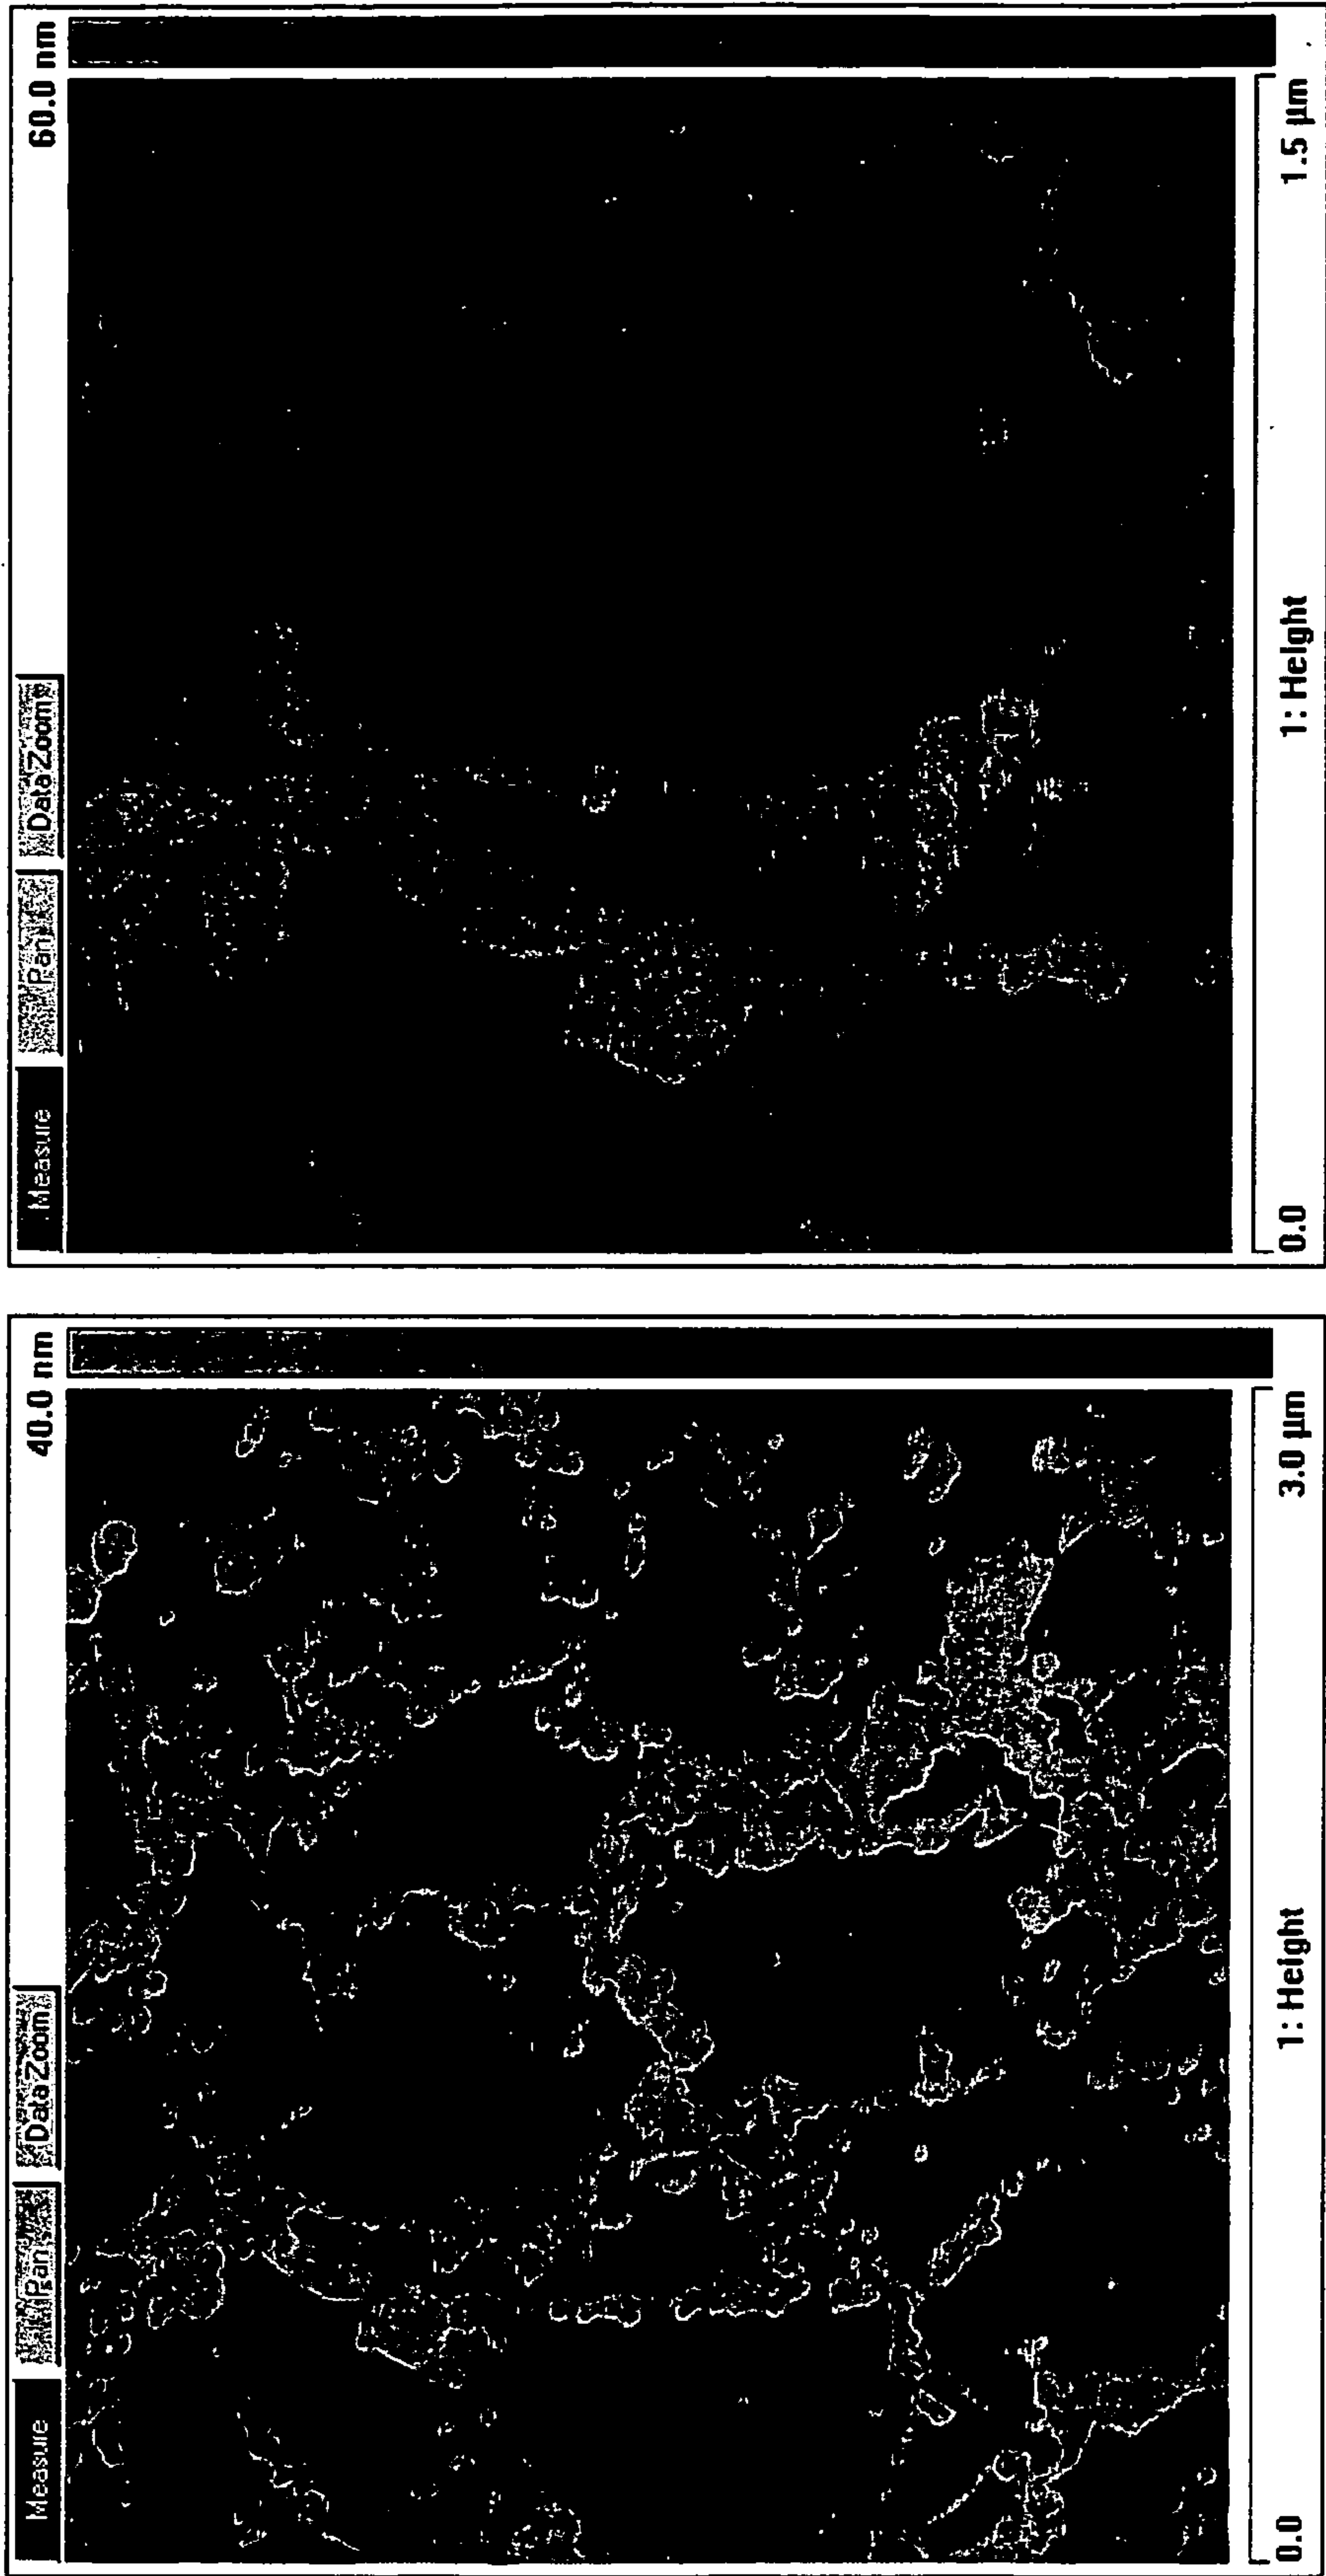 Measure Pan Data Zoom 40.0 nm
0.0 1: Height 3.0 µm
Measure Pan Data Zoom 60.0 nm
0.0 1: Height 1.5 µm